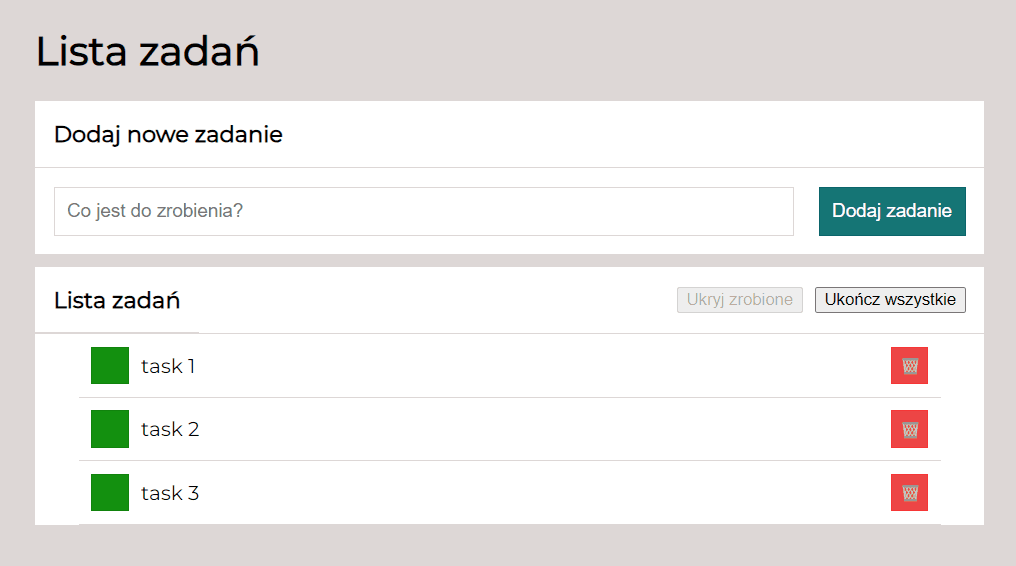 Lista zadań
Dodaj nowe zadanie
Co jest do zrobienia?
Dodaj zadanie
Lista zadań
Ukryj zrobione
Ukończ wszystkie
task 1
task 2
task 3